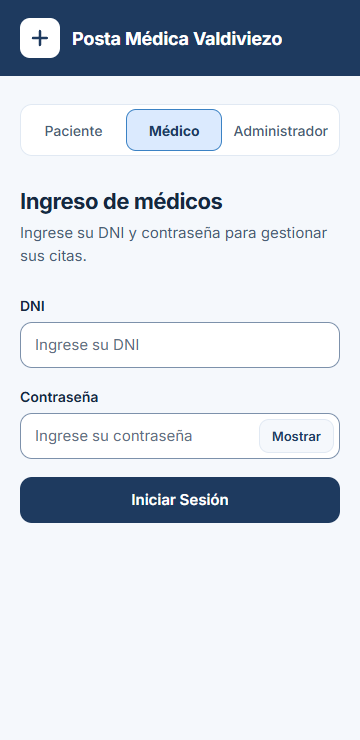 Posta Médica Valdiviezo
Paciente Médico Administrador
Ingreso de médicos
Ingrese su DNI y contraseña para gestionar
sus citas.
DNI
Ingrese su DNI
Contraseña
Ingrese su contraseña Mostrar
Iniciar Sesión